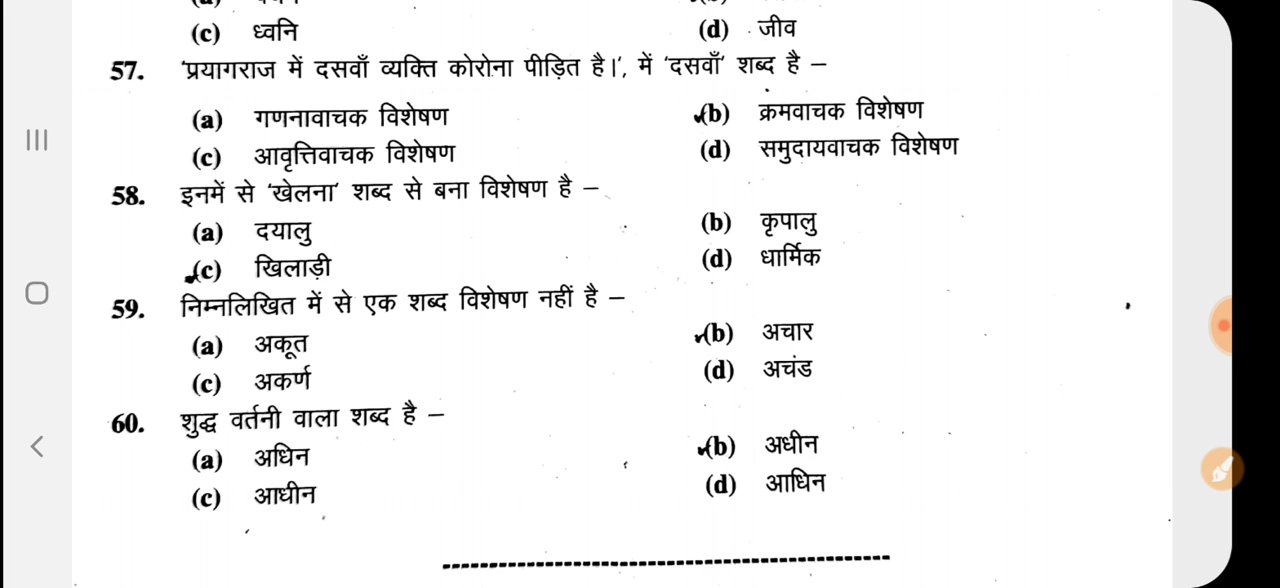 (c) ध्वनि (d) जीव
57. 'प्रयागराज में दसवाँ व्यक्ति कोरोना पीड़ित है।', में 'दसवाँ' शब्द है –
(a) गणनावाचक विशेषण (b) क्रमवाचक विशेषण
(c) आवृत्तिवाचक विशेषण (d) समुदायवाचक विशेषण
58. इनमें से 'खेलना' शब्द से बना विशेषण है –
(a) दयालु (b) कृपालु
(c) खिलाड़ी (d) धार्मिक
59. निम्नलिखित में से एक शब्द विशेषण नहीं है –
(a) अकूत (b) अचार
(c) अकर्ण (d) अचंड
60. शुद्ध वर्तनी वाला शब्द है –
(a) अधिन (b) अधीन
(c) आधीन (d) आधिन